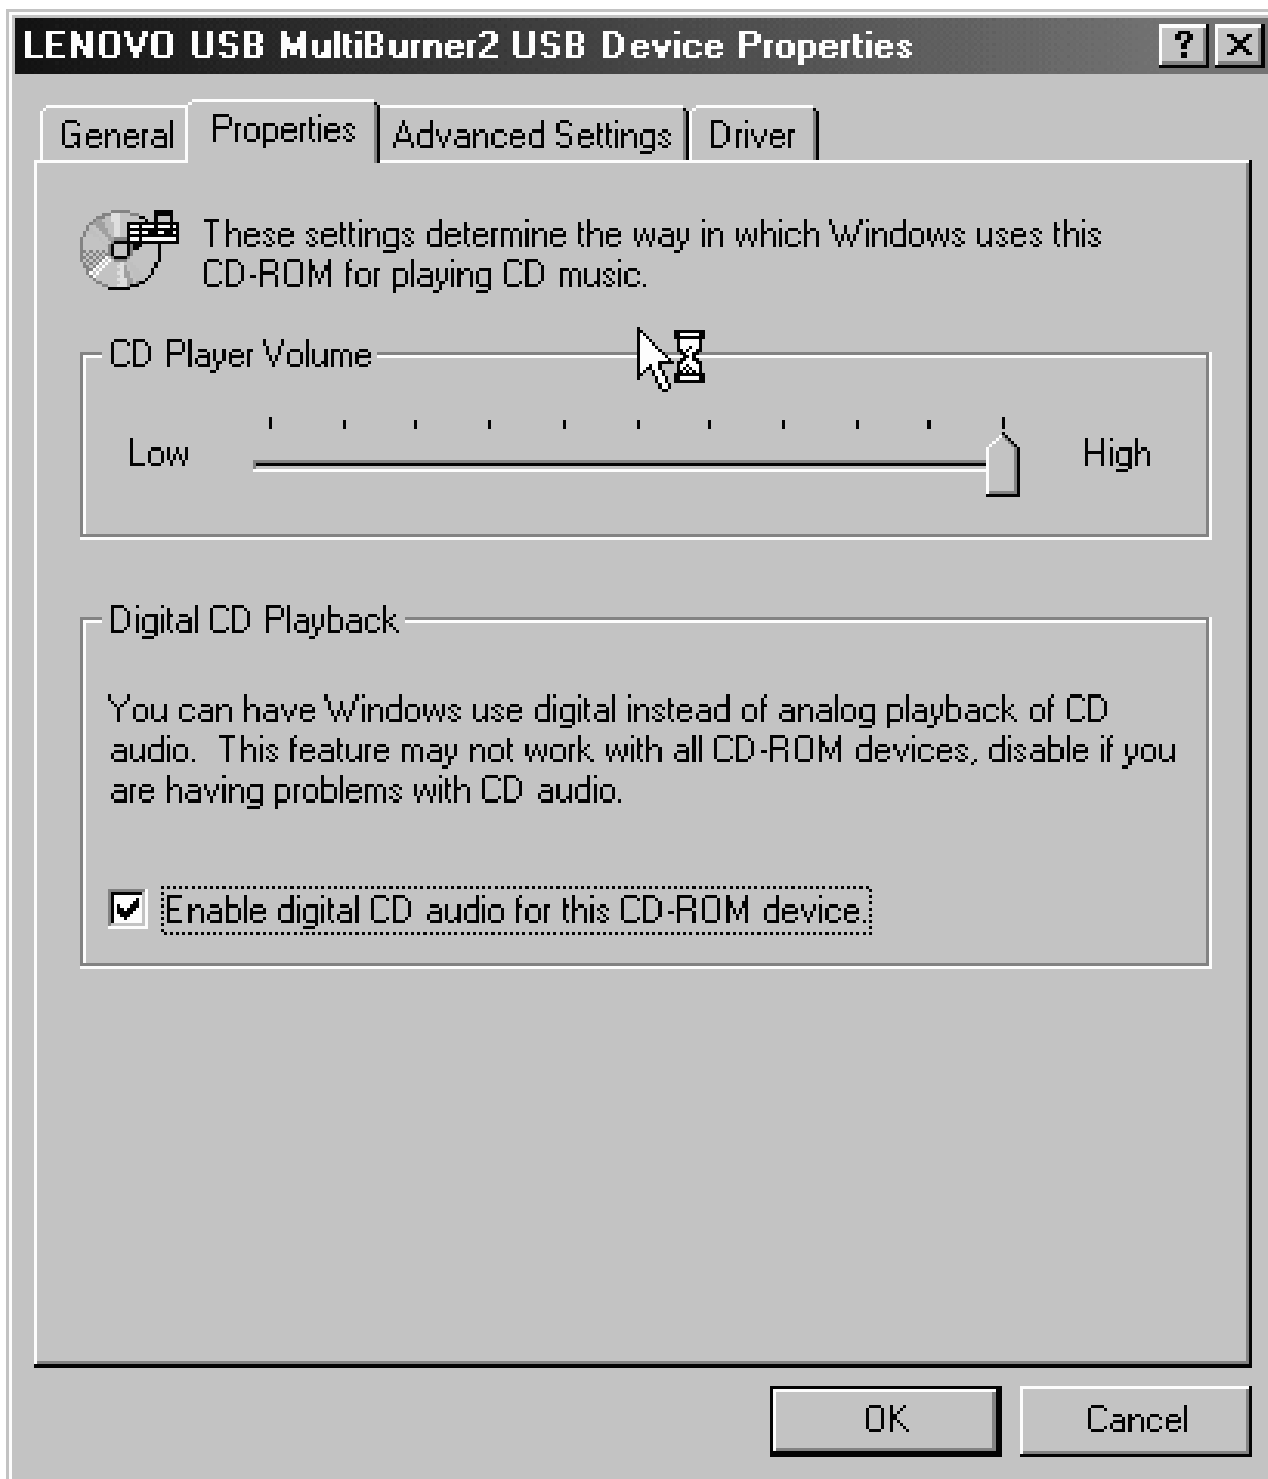 LENOVO USB MultiBurner2 USB Device Properties
General Properties Advanced Settings Driver
These settings determine the way in which Windows uses this
CD-ROM for playing CD music.
CD Player Volume
Low High
Digital CD Playback
You can have Windows use digital instead of analog playback of CD
audio.  This feature may not work with all CD-ROM devices, disable if you
are having problems with CD audio.
Enable digital CD audio for this CD-ROM device.
OK Cancel